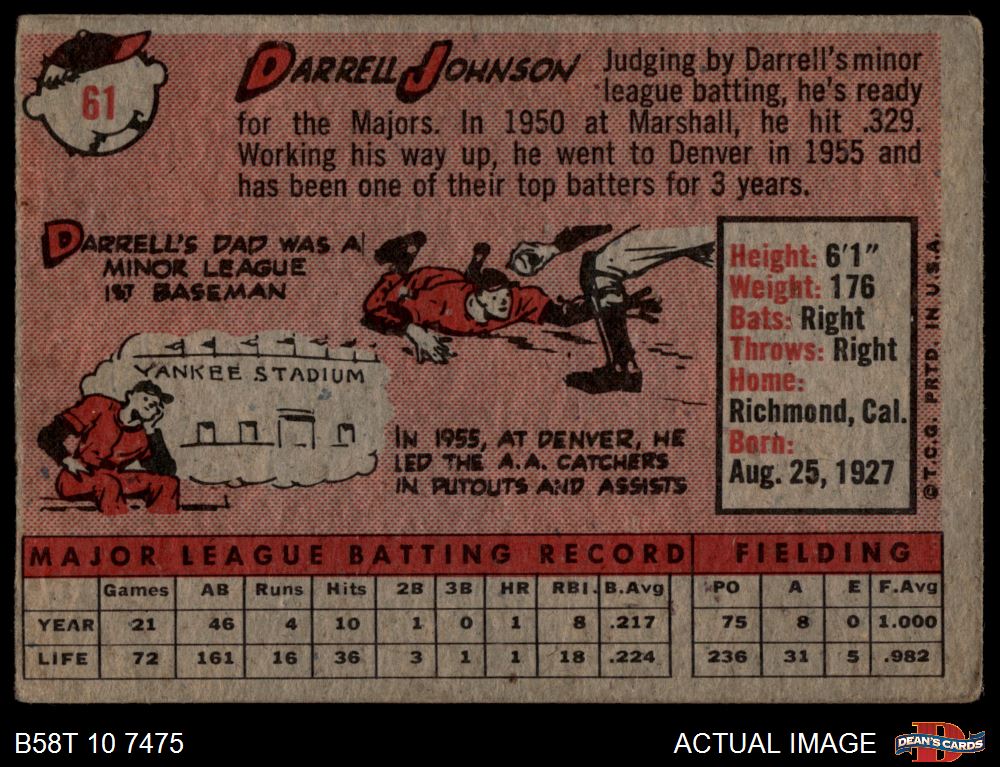 61
DARRELL JOHNSON
Judging by Darrell's minor
league batting, he's ready
for the Majors. In 1950 at Marshall, he hit .329.
Working his way up, he went to Denver in 1955 and
has been one of their top batters for 3 years.
DARRELL'S DAD WAS A
MINOR LEAGUE
1ST BASEMAN
YANKEE STADIUM
IN 1955, AT DENVER, HE
LED THE A.A. CATCHERS
IN PUTOUTS AND ASSISTS
Height: 6'1"
Weight: 176
Bats: Right
Throws: Right
Home:
Richmond, Cal.
Born:
Aug. 25, 1927
© T.C.G. PRTD. IN U.S.A.
MAJOR LEAGUE BATTING RECORD FIELDING
Games AB Runs Hits 2B 3B HR RBI. B.Avg PO A E F.Avg
YEAR 21 46 4 10 1 0 1 8 .217 75 8 0 1.000
LIFE 72 161 16 36 3 1 1 18 .224 236 31 5 .982
B58T 10 7475
ACTUAL IMAGE
D
DEAN'S CARDS